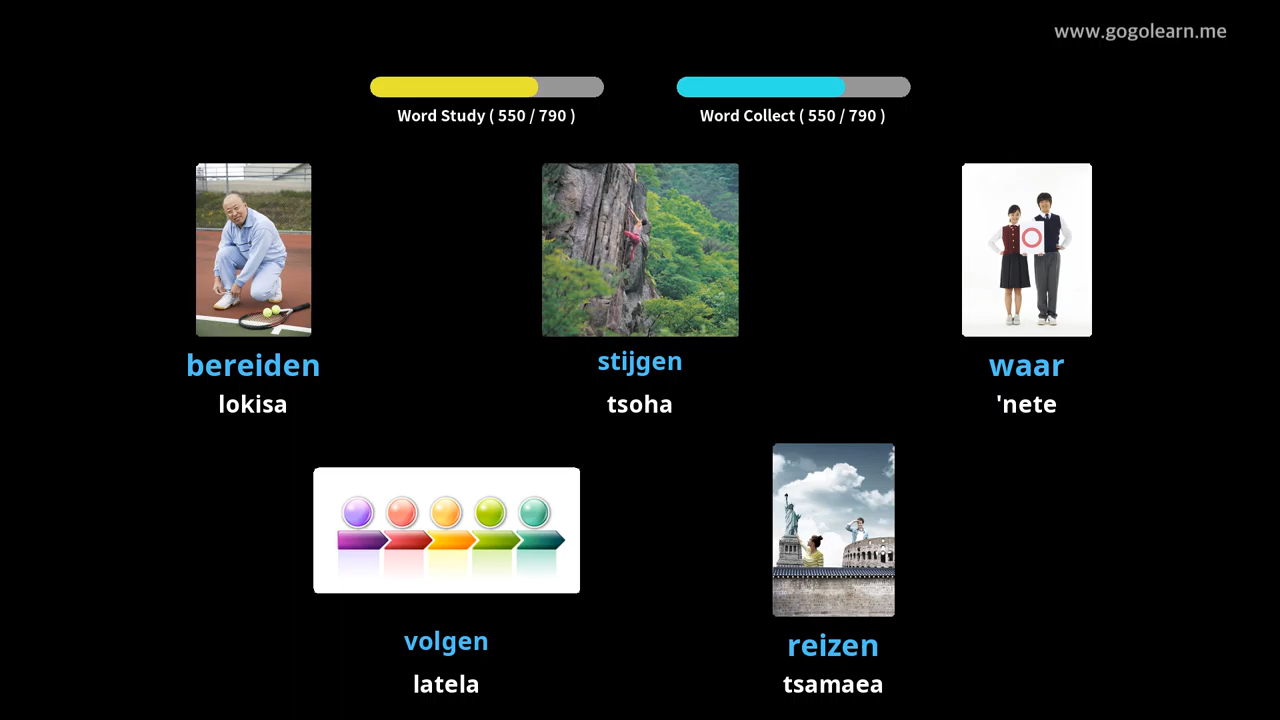 www.gogolearn.me
Word Study ( 550 / 790 )
Word Collect ( 550 / 790 )
bereiden
lokisa
stijgen
tsoha
waar
'nete
volgen
latela
reizen
tsamaea